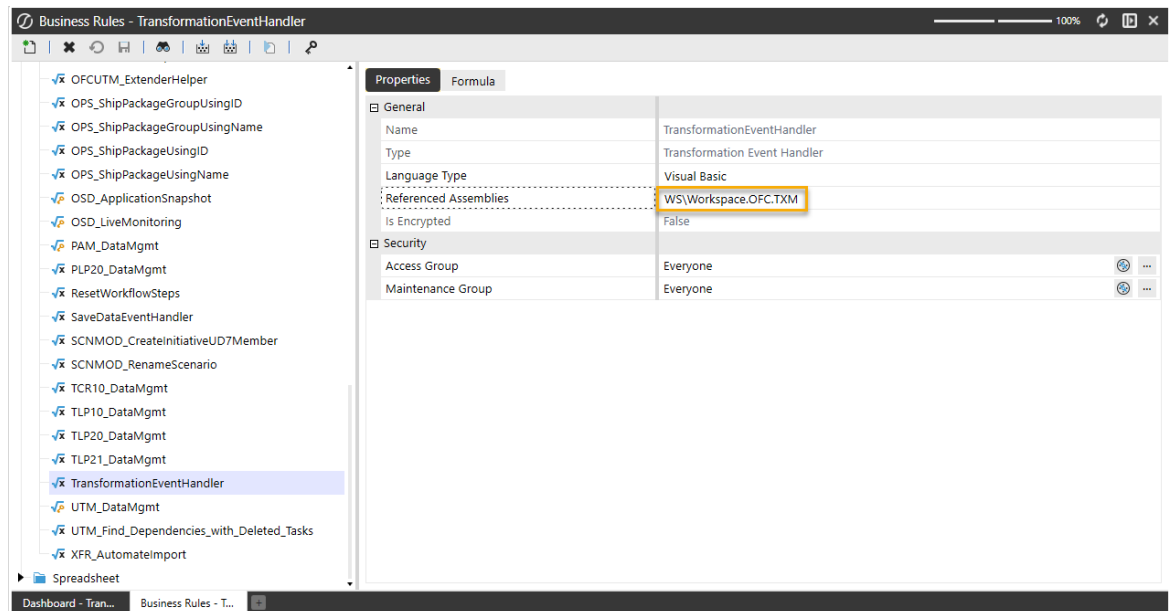 Business Rules - TransformationEventHandler
100%
OFCUTM_ExtenderHelper
OPS_ShipPackageGroupUsingID
OPS_ShipPackageGroupUsingName
OPS_ShipPackageUsingID
OPS_ShipPackageUsingName
OSD_ApplicationSnapshot
OSD_LiveMonitoring
PAM_DataMgmt
PLP20_DataMgmt
ResetWorkflowSteps
SaveDataEventHandler
SCNMOD_CreateInitiativeUD7Member
SCNMOD_RenameScenario
TCR10_DataMgmt
TLP10_DataMgmt
TLP20_DataMgmt
TLP21_DataMgmt
TransformationEventHandler
UTM_DataMgmt
UTM_Find_Dependencies_with_Deleted_Tasks
XFR_AutomateImport
Spreadsheet
Properties Formula
General
Name TransformationEventHandler
Type Transformation Event Handler
Language Type Visual Basic
Referenced Assemblies WS\Workspace.OFC.TXM
Is Encrypted False
Security
Access Group Everyone ...
Maintenance Group Everyone ...
Dashboard - Tran... Business Rules - T...